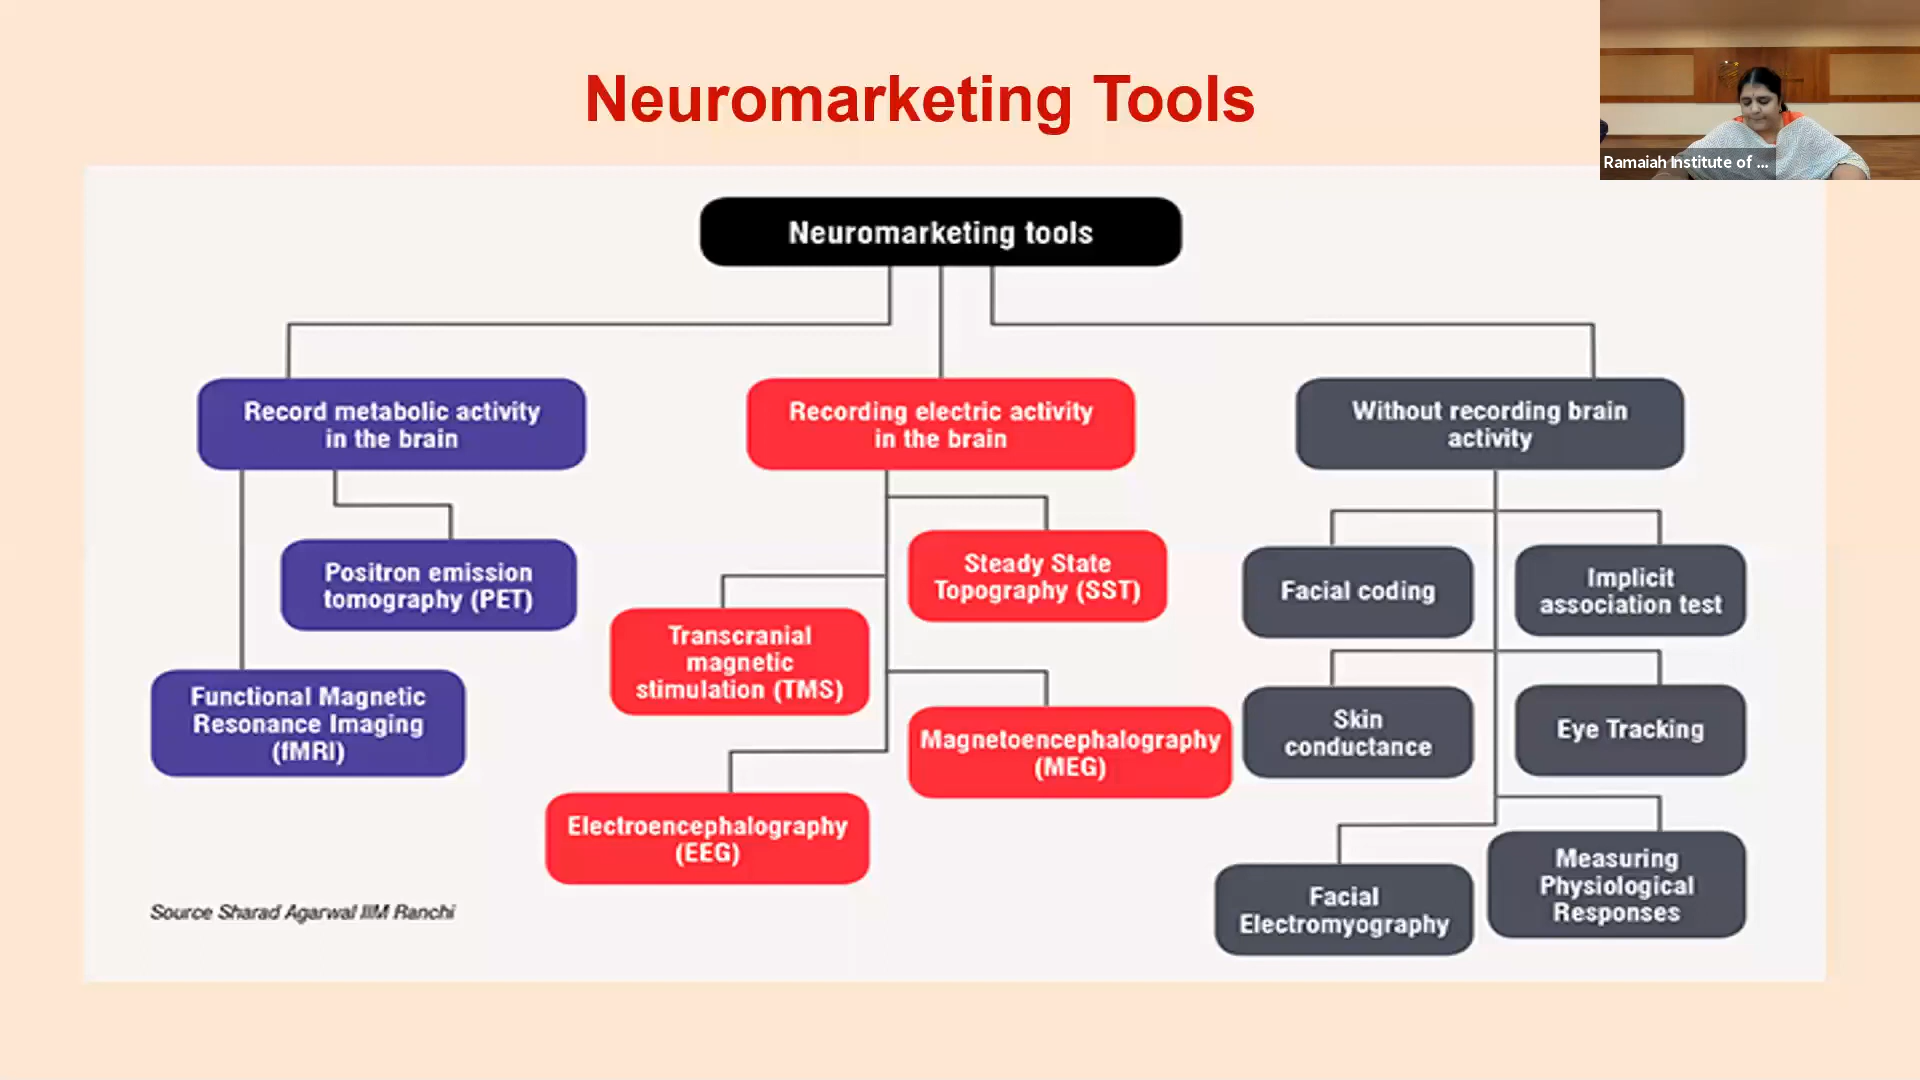 Neuromarketing Tools
Ramaiah Institute of ...
Neuromarketing tools
Record metabolic activity
in the brain
Recording electric activity
in the brain
Without recording brain
activity
Positron emission
tomography (PET)
Functional Magnetic
Resonance Imaging
(fMRI)
Steady State
Topography (SST)
Transcranial
magnetic
stimulation (TMS)
Magnetoencephalography
(MEG)
Electroencephalography
(EEG)
Facial coding
Implicit
association test
Skin
conductance
Eye Tracking
Facial
Electromyography
Measuring
Physiological
Responses
Source Sharad Agarwal IIM Ranchi